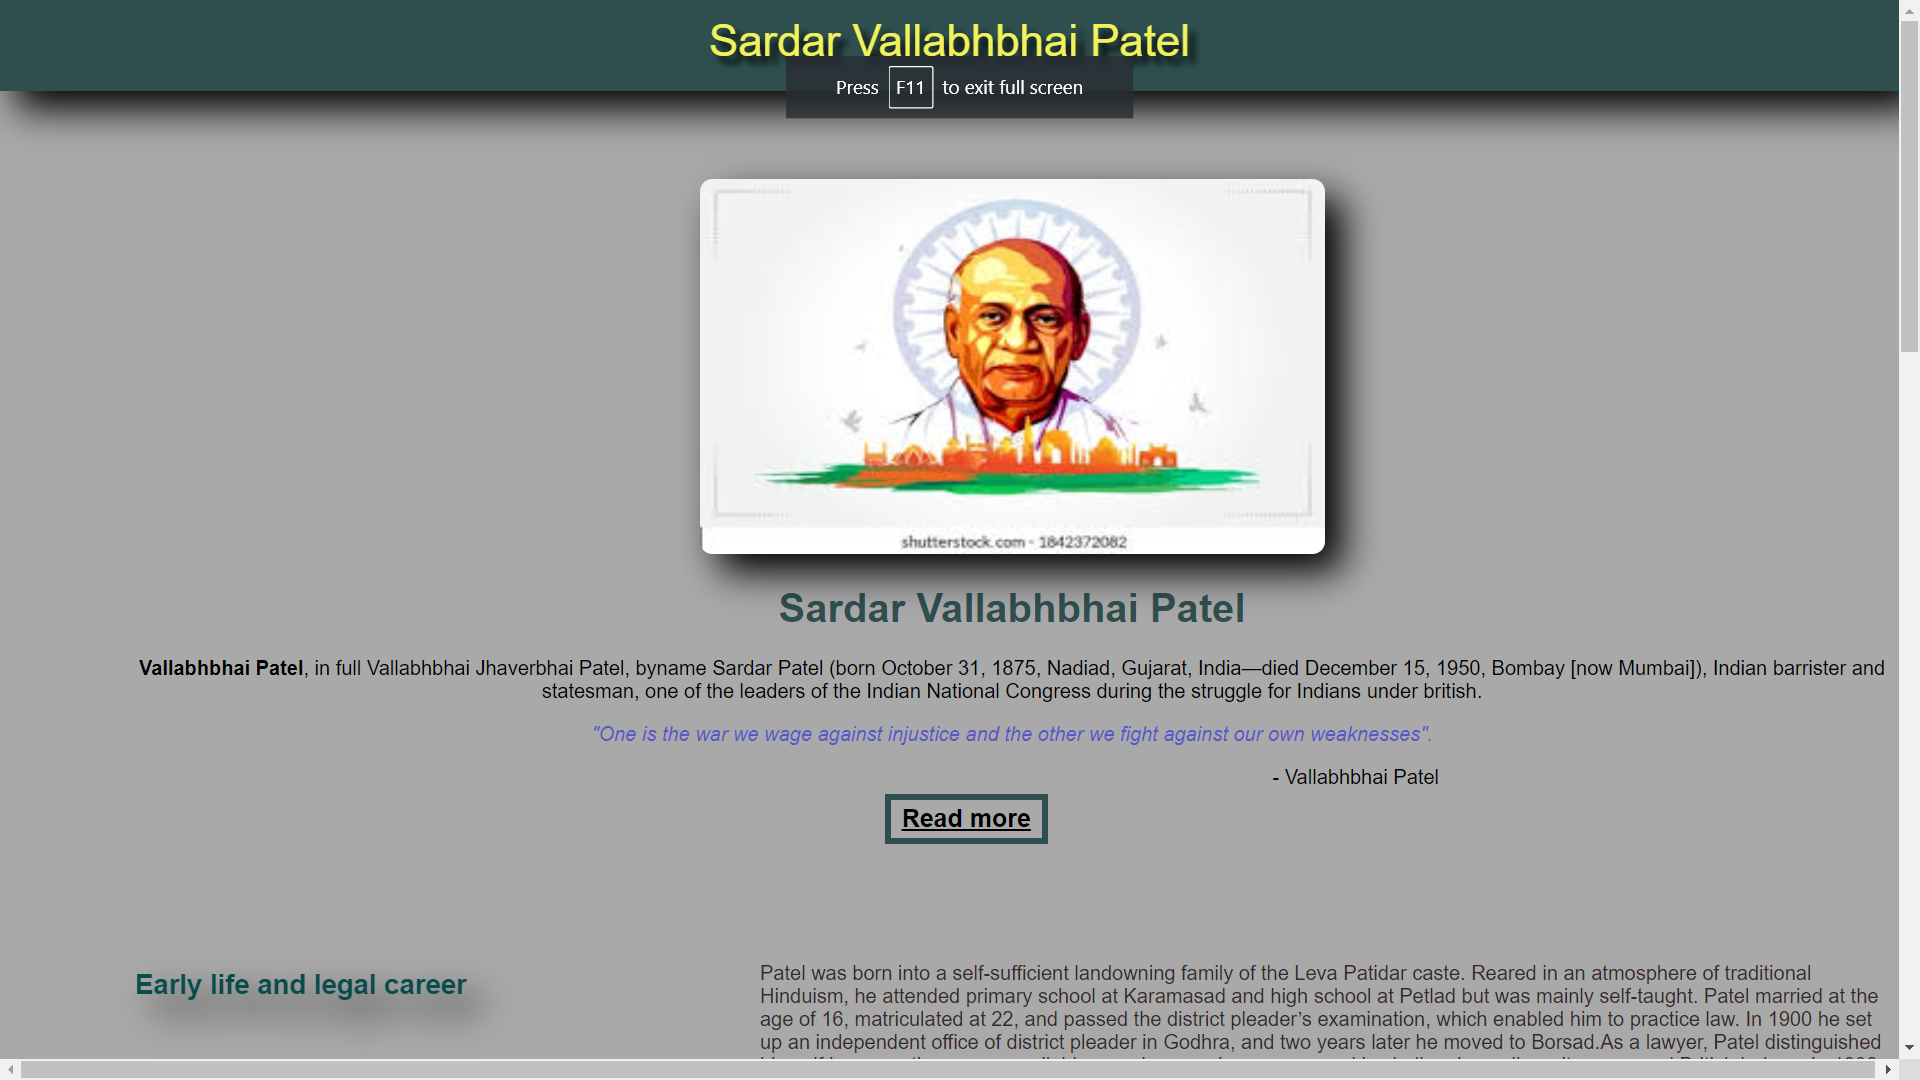 Sardar Vallabhbhai Patel
Press F11 to exit full screen
shutterstock.com · 1842372082
Sardar Vallabhbhai Patel
Vallabhbhai Patel, in full Vallabhbhai Jhaverbhai Patel, byname Sardar Patel (born October 31, 1875, Nadiad, Gujarat, India—died December 15, 1950, Bombay [now Mumbai]), Indian barrister and
statesman, one of the leaders of the Indian National Congress during the struggle for Indians under british.
"One is the war we wage against injustice and the other we fight against our own weaknesses".
- Vallabhbhai Patel
Read more
Early life and legal career
Patel was born into a self-sufficient landowning family of the Leva Patidar caste. Reared in an atmosphere of traditional
Hinduism, he attended primary school at Karamasad and high school at Petlad but was mainly self-taught. Patel married at the
age of 16, matriculated at 22, and passed the district pleader’s examination, which enabled him to practice law. In 1900 he set
up an independent office of district pleader in Godhra, and two years later he moved to Borsad.As a lawyer, Patel distinguished